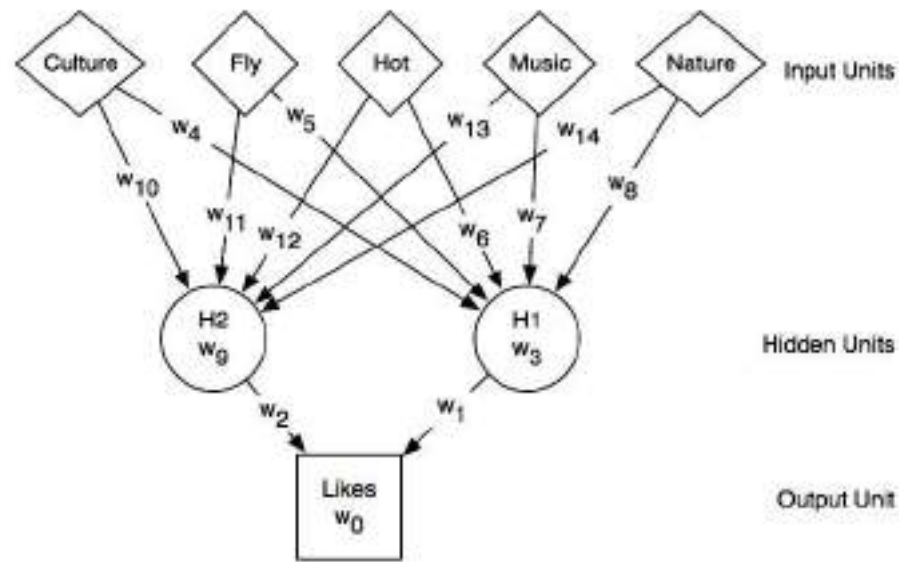 Culture
Fly
Hot
Music
Nature
Input Units
w4
w5
w13
w14
w10
w11
w12
w6
w7
w8
H2
w9
H1
w3
Hidden Units
w2
w1
Likes
w0
Output Unit